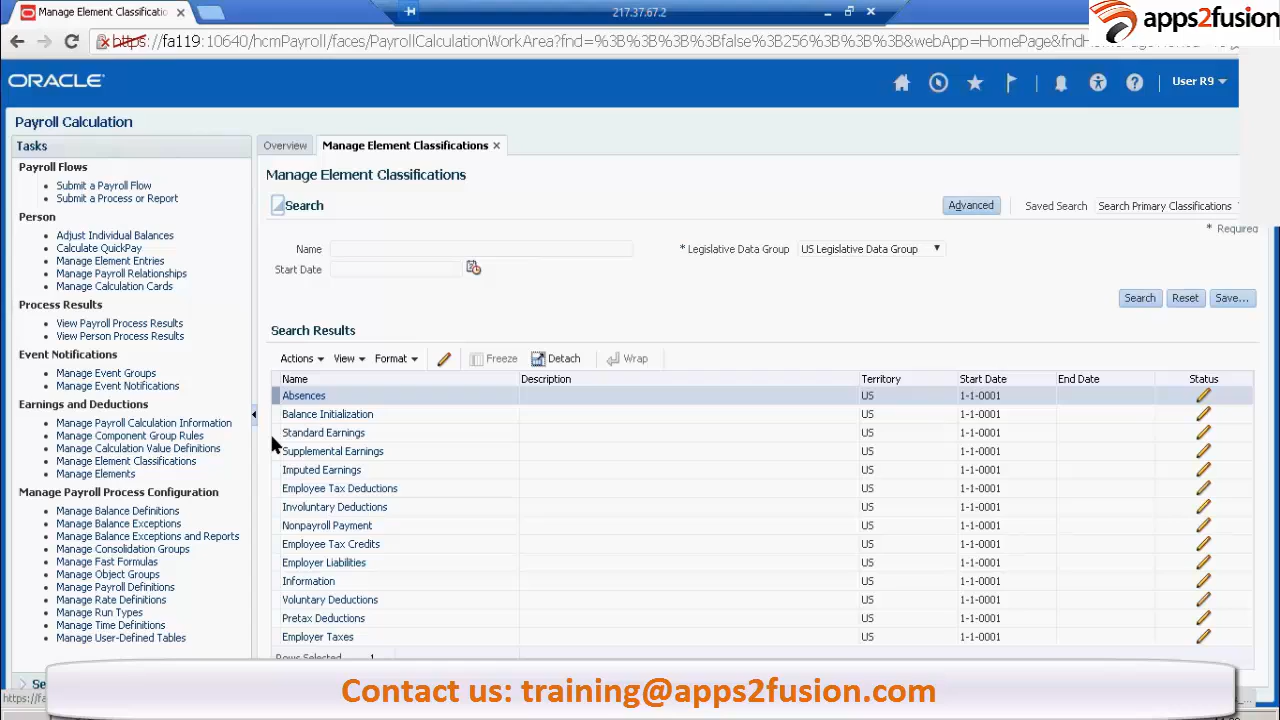 Manage Element Classificatio
217.37.67.2
apps2fusion
https://fa119:10640/hcmPayroll/faces/PayrollCalculationWorkArea?fnd=%3B%3B%3B%3Bfalse%3B256%3B%3B%3B&webApp=HomePage&fnd
ORACLE
User R9
Payroll Calculation
Tasks
Payroll Flows
Submit a Payroll Flow
Submit a Process or Report
Person
Adjust Individual Balances
Calculate QuickPay
Manage Element Entries
Manage Payroll Relationships
Manage Calculation Cards
Process Results
View Payroll Process Results
View Person Process Results
Event Notifications
Manage Event Groups
Manage Event Notifications
Earnings and Deductions
Manage Payroll Calculation Information
Manage Component Group Rules
Manage Calculation Value Definitions
Manage Element Classifications
Manage Elements
Manage Payroll Process Configuration
Manage Balance Definitions
Manage Balance Exceptions
Manage Balance Exceptions and Reports
Manage Consolidation Groups
Manage Fast Formulas
Manage Object Groups
Manage Payroll Definitions
Manage Rate Definitions
Manage Run Types
Manage Time Definitions
Manage User-Defined Tables
Overview Manage Element Classifications
Manage Element Classifications
Search Advanced Saved Search Search Primary Classifications
* Required
Name * Legislative Data Group US Legislative Data Group
Start Date
Search Reset Save...
Search Results
Actions View Format Freeze Detach Wrap
Name Description Territory Start Date End Date Status
Absences US 1-1-0001
Balance Initialization US 1-1-0001
Standard Earnings US 1-1-0001
Supplemental Earnings US 1-1-0001
Imputed Earnings US 1-1-0001
Employee Tax Deductions US 1-1-0001
Involuntary Deductions US 1-1-0001
Nonpayroll Payment US 1-1-0001
Employee Tax Credits US 1-1-0001
Employer Liabilities US 1-1-0001
Information US 1-1-0001
Voluntary Deductions US 1-1-0001
Pretax Deductions US 1-1-0001
Employer Taxes US 1-1-0001
Rows Selected 1
Se
https://fa
Contact us: training@apps2fusion.com